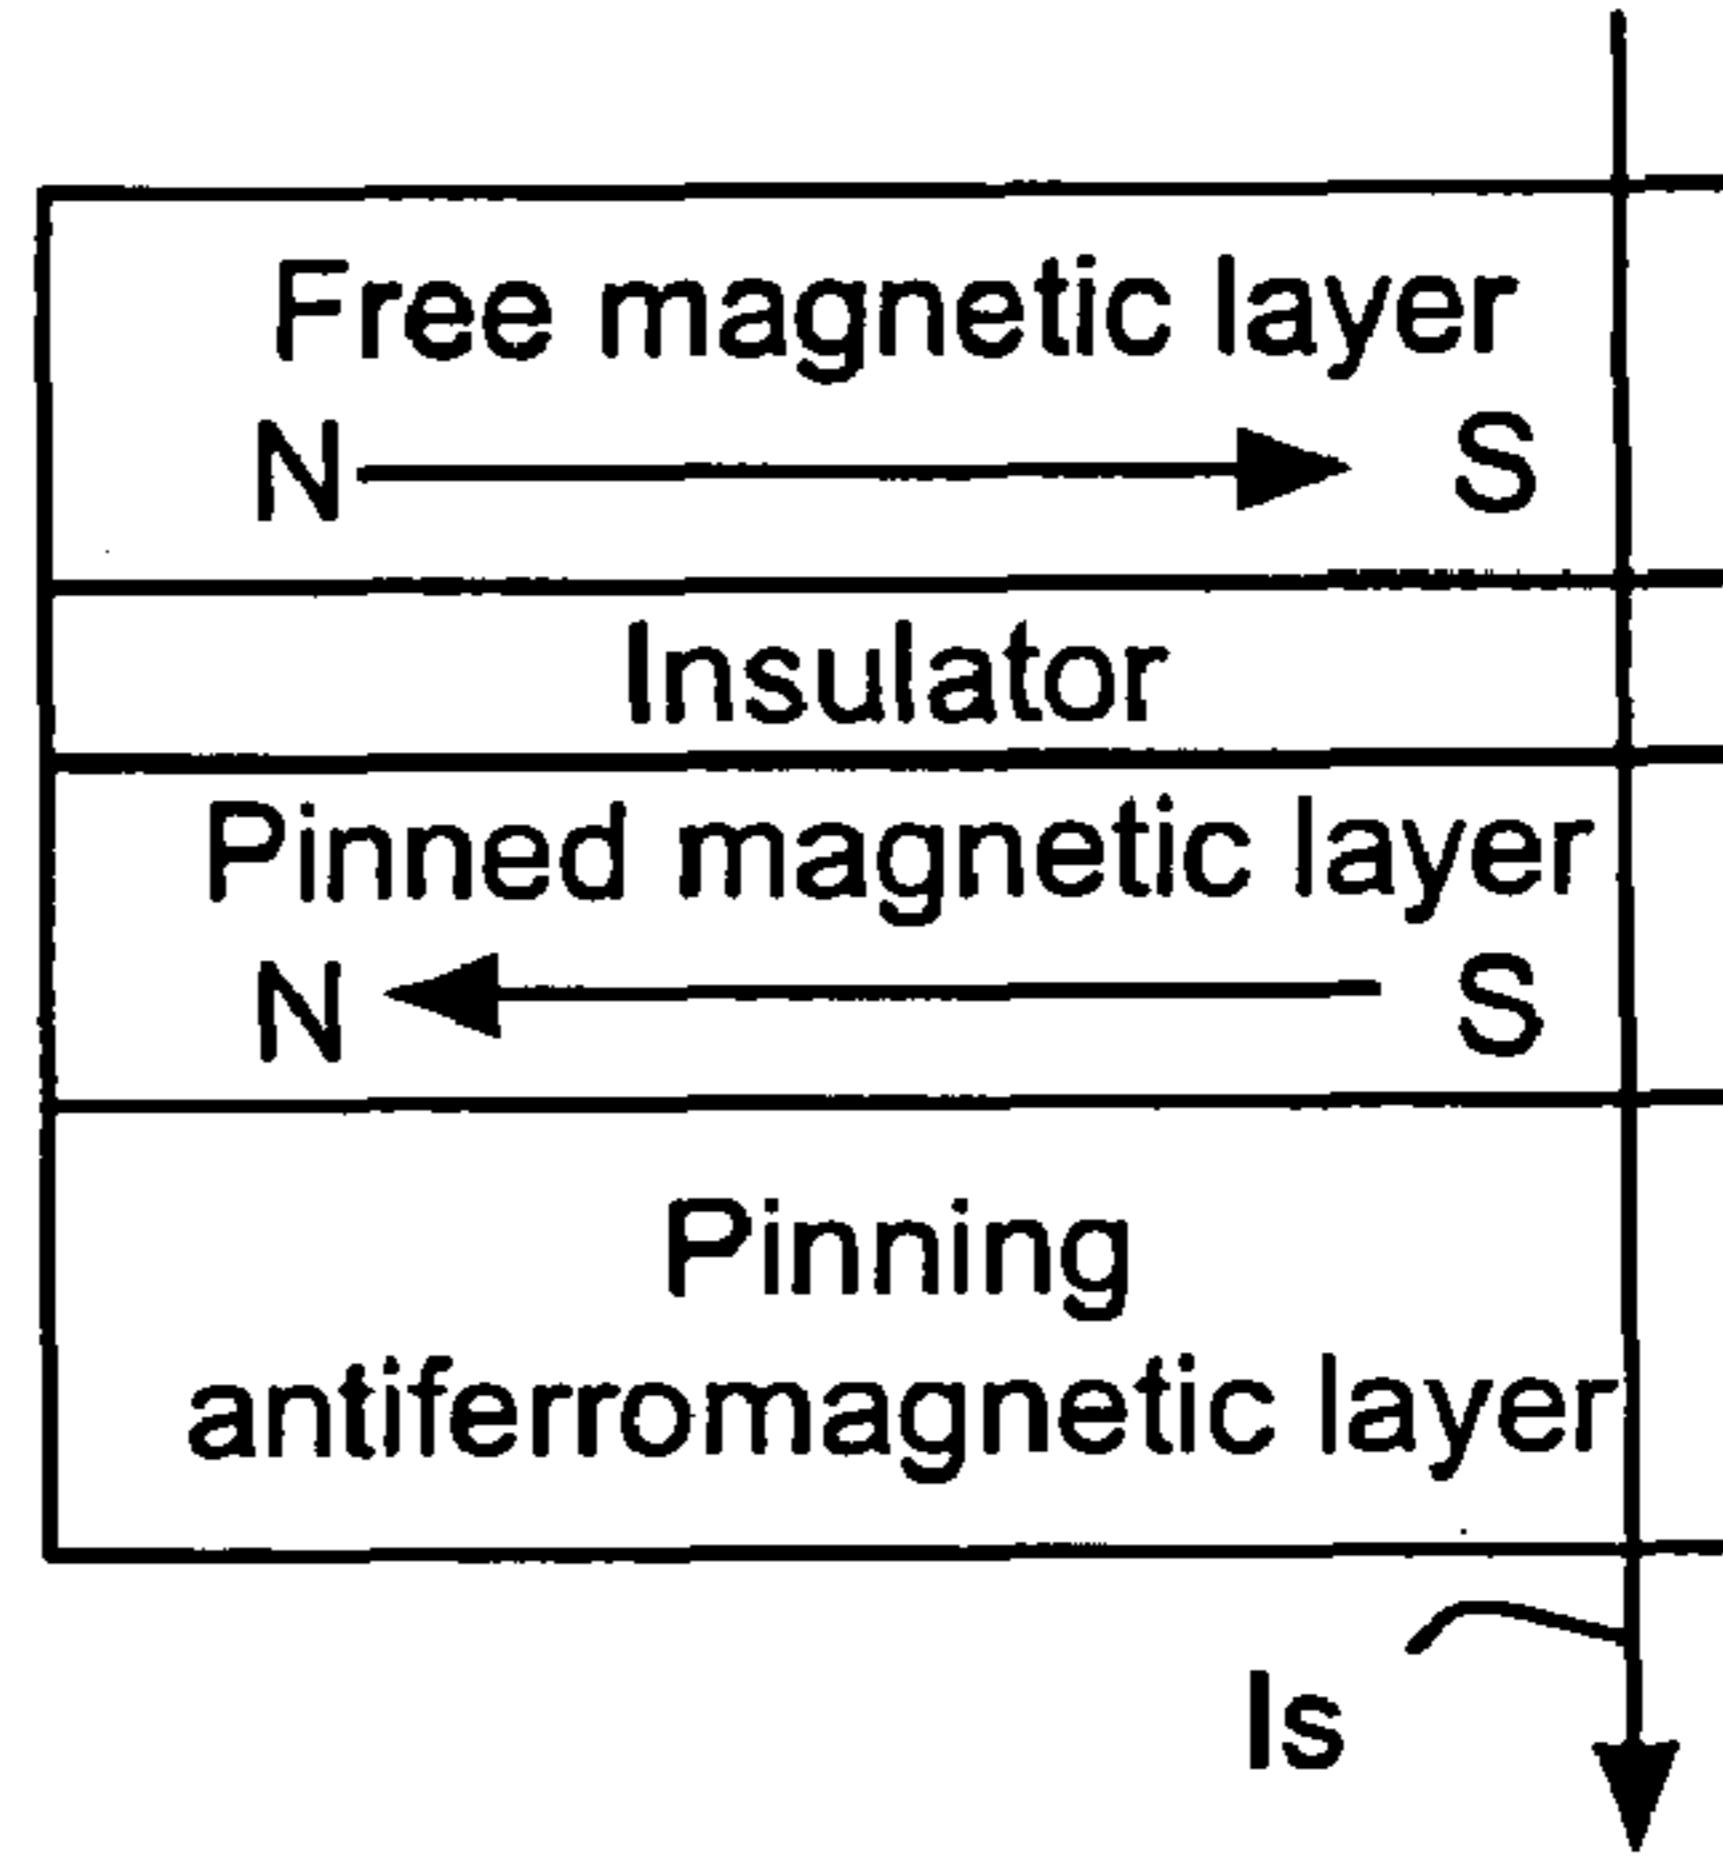 Free magnetic layer
N S
Insulator
Pinned magnetic layer
N S
Pinning
antiferromagnetic layer
Is